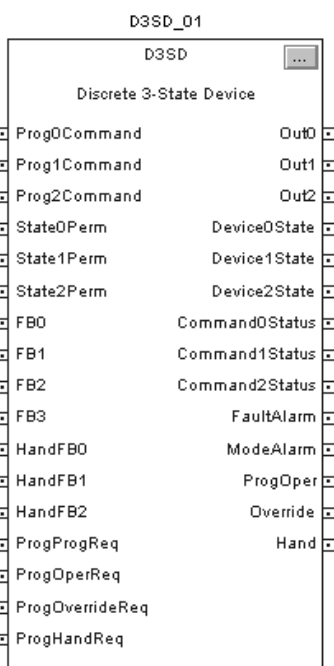 D3SD_01
D3SD
...
Discrete 3-State Device
Prog0Command Out0
Prog1Command Out1
Prog2Command Out2
State0Perm Device0State
State1Perm Device1State
State2Perm Device2State
FB0 Command0Status
FB1 Command1Status
FB2 Command2Status
FB3 FaultAlarm
HandFB0 ModeAlarm
HandFB1 ProgOper
HandFB2 Override
ProgProgReq Hand
ProgOperReq
ProgOverrideReq
ProgHandReq